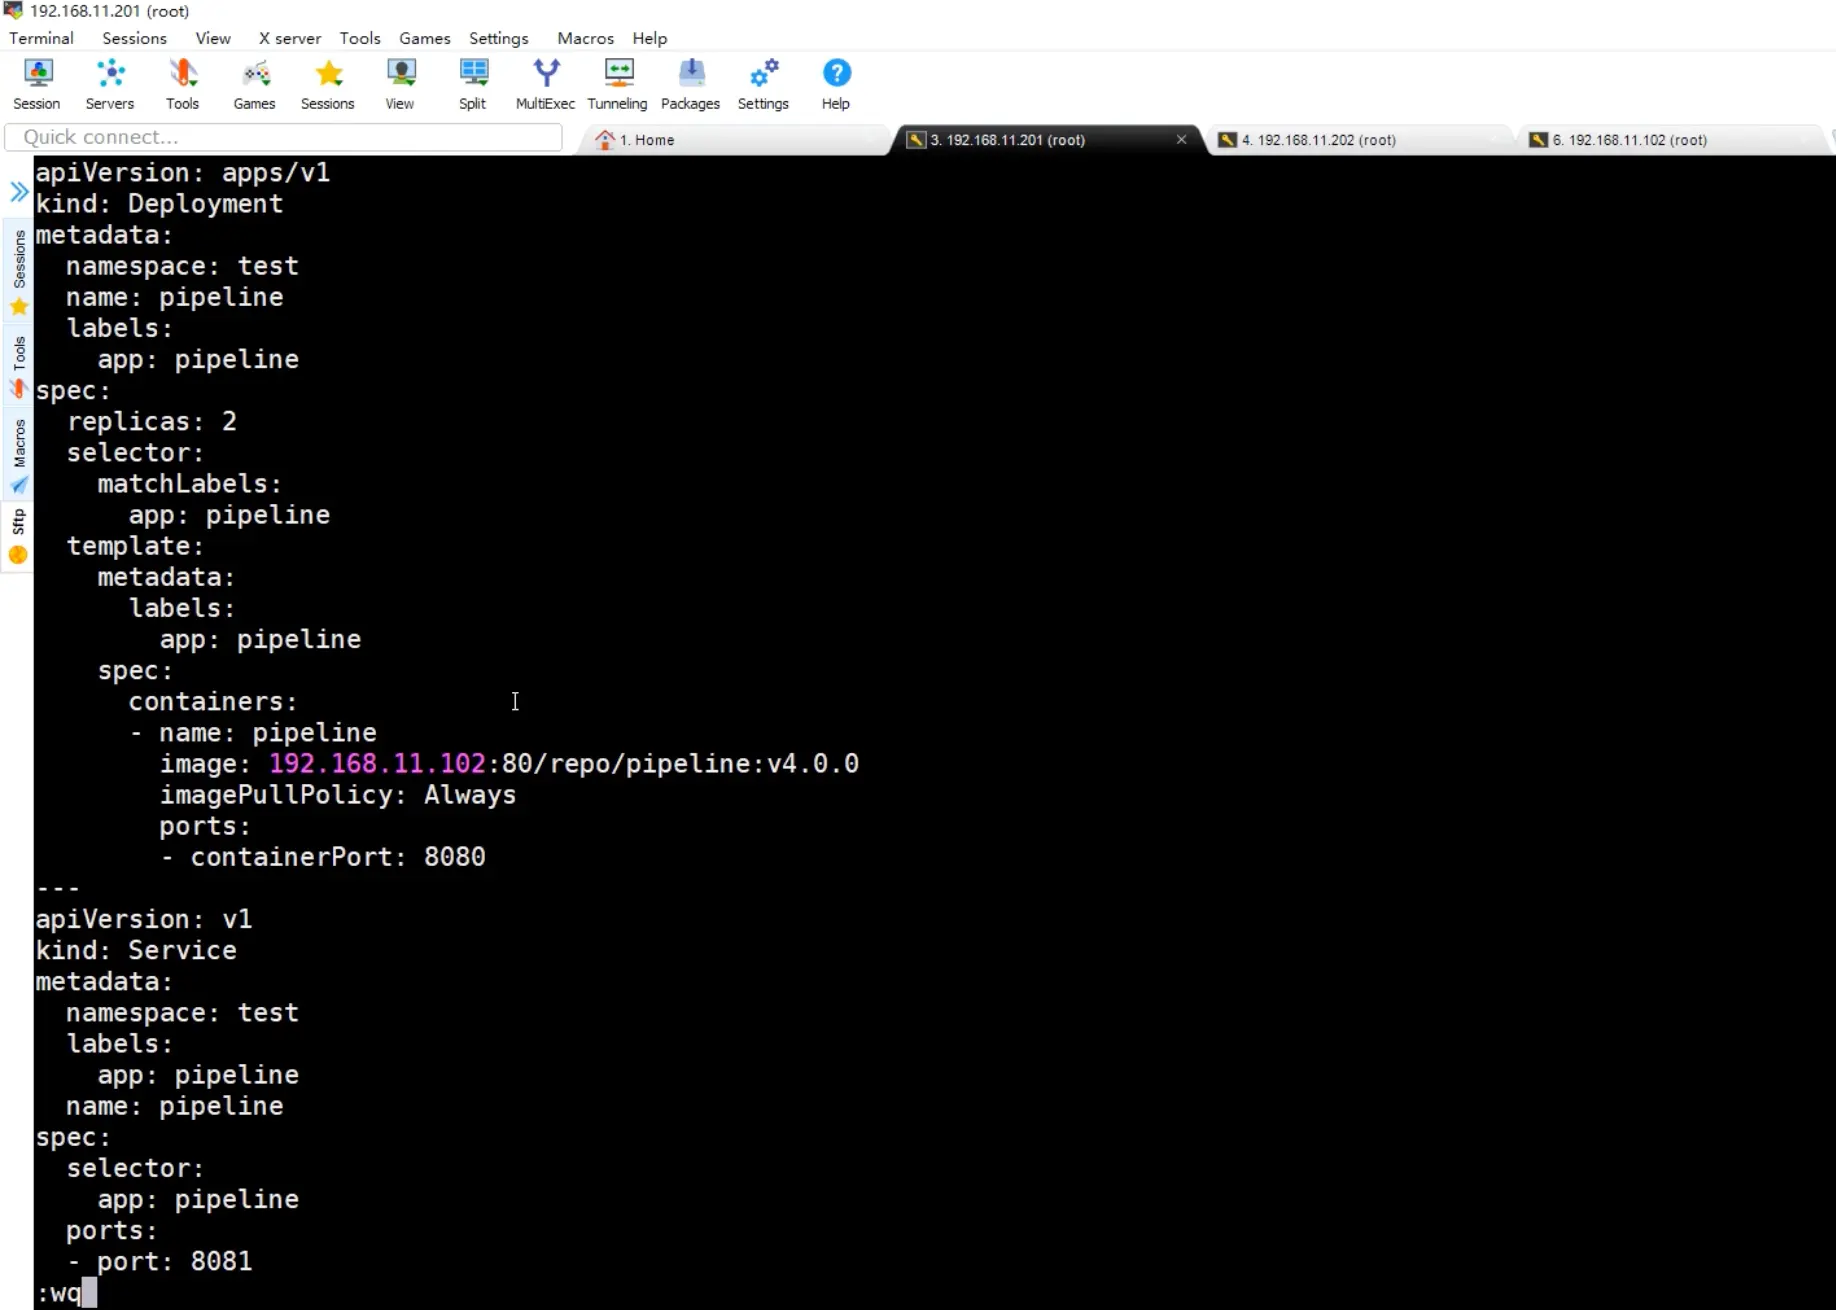 192.168.11.201 (root)
Terminal Sessions View X server Tools Games Settings Macros Help
Session Servers Tools Games Sessions View Split MultiExec Tunneling Packages Settings Help
Quick connect... 1. Home 3. 192.168.11.201 (root) 4. 192.168.11.202 (root) 6. 192.168.11.102 (root)
Sessions
Tools
Macros
Sftp
apiVersion: apps/v1
kind: Deployment
metadata:
  namespace: test
  name: pipeline
  labels:
    app: pipeline
spec:
  replicas: 2
  selector:
    matchLabels:
      app: pipeline
  template:
    metadata:
      labels:
        app: pipeline
    spec:
      containers:
      - name: pipeline
        image: 192.168.11.102:80/repo/pipeline:v4.0.0
        imagePullPolicy: Always
        ports:
        - containerPort: 8080
---
apiVersion: v1
kind: Service
metadata:
  namespace: test
  labels:
    app: pipeline
  name: pipeline
spec:
  selector:
    app: pipeline
  ports:
  - port: 8081
:wq